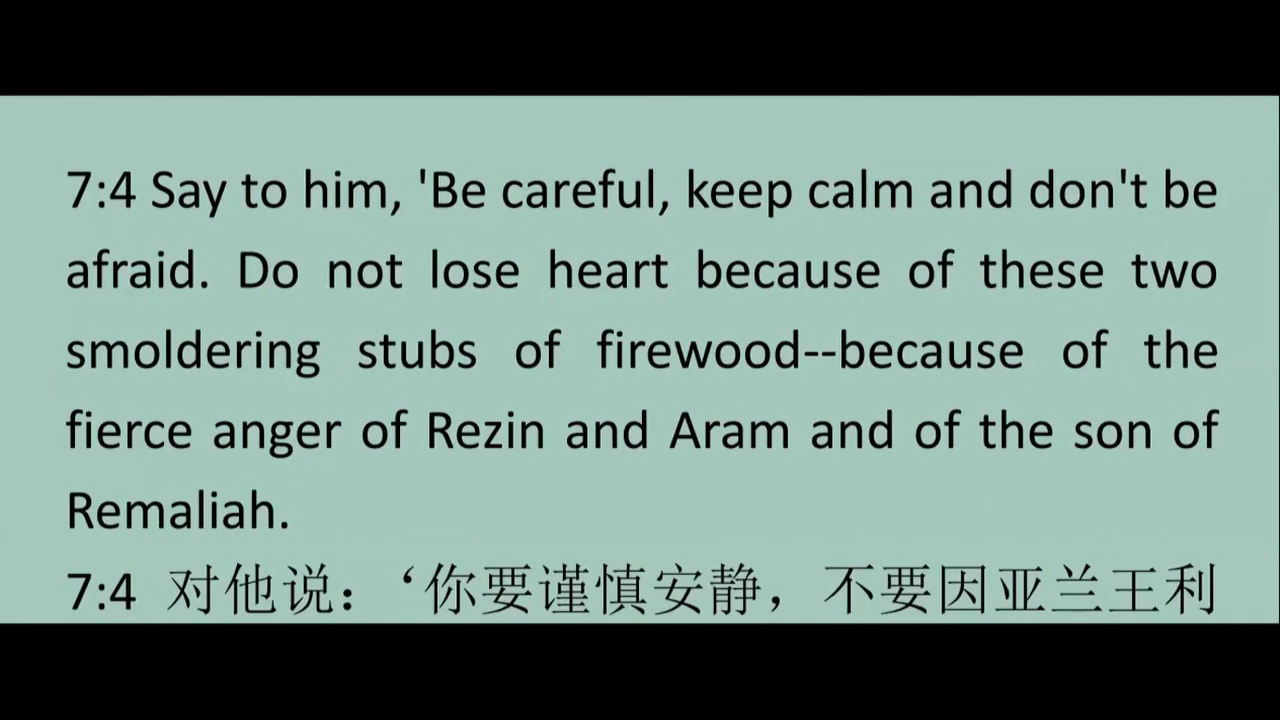 7:4 Say to him, 'Be careful, keep calm and don't be
afraid. Do not lose heart because of these two
smoldering stubs of firewood--because of the
fierce anger of Rezin and Aram and of the son of
Remaliah.
7:4 对他说：‘你要谨慎安静，不要因亚兰王利